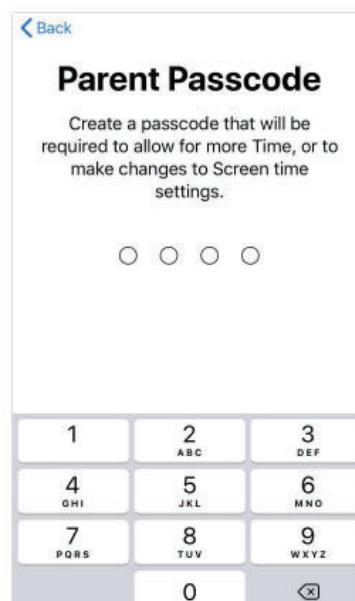 Back
Parent Passcode
Create a passcode that will be
required to allow for more Time, or to
make changes to Screen time
settings.
1 2 3
ABC DEF
4 5 6
GHI JKL MNO
7 8 9
PQRS TUV WXYZ
0